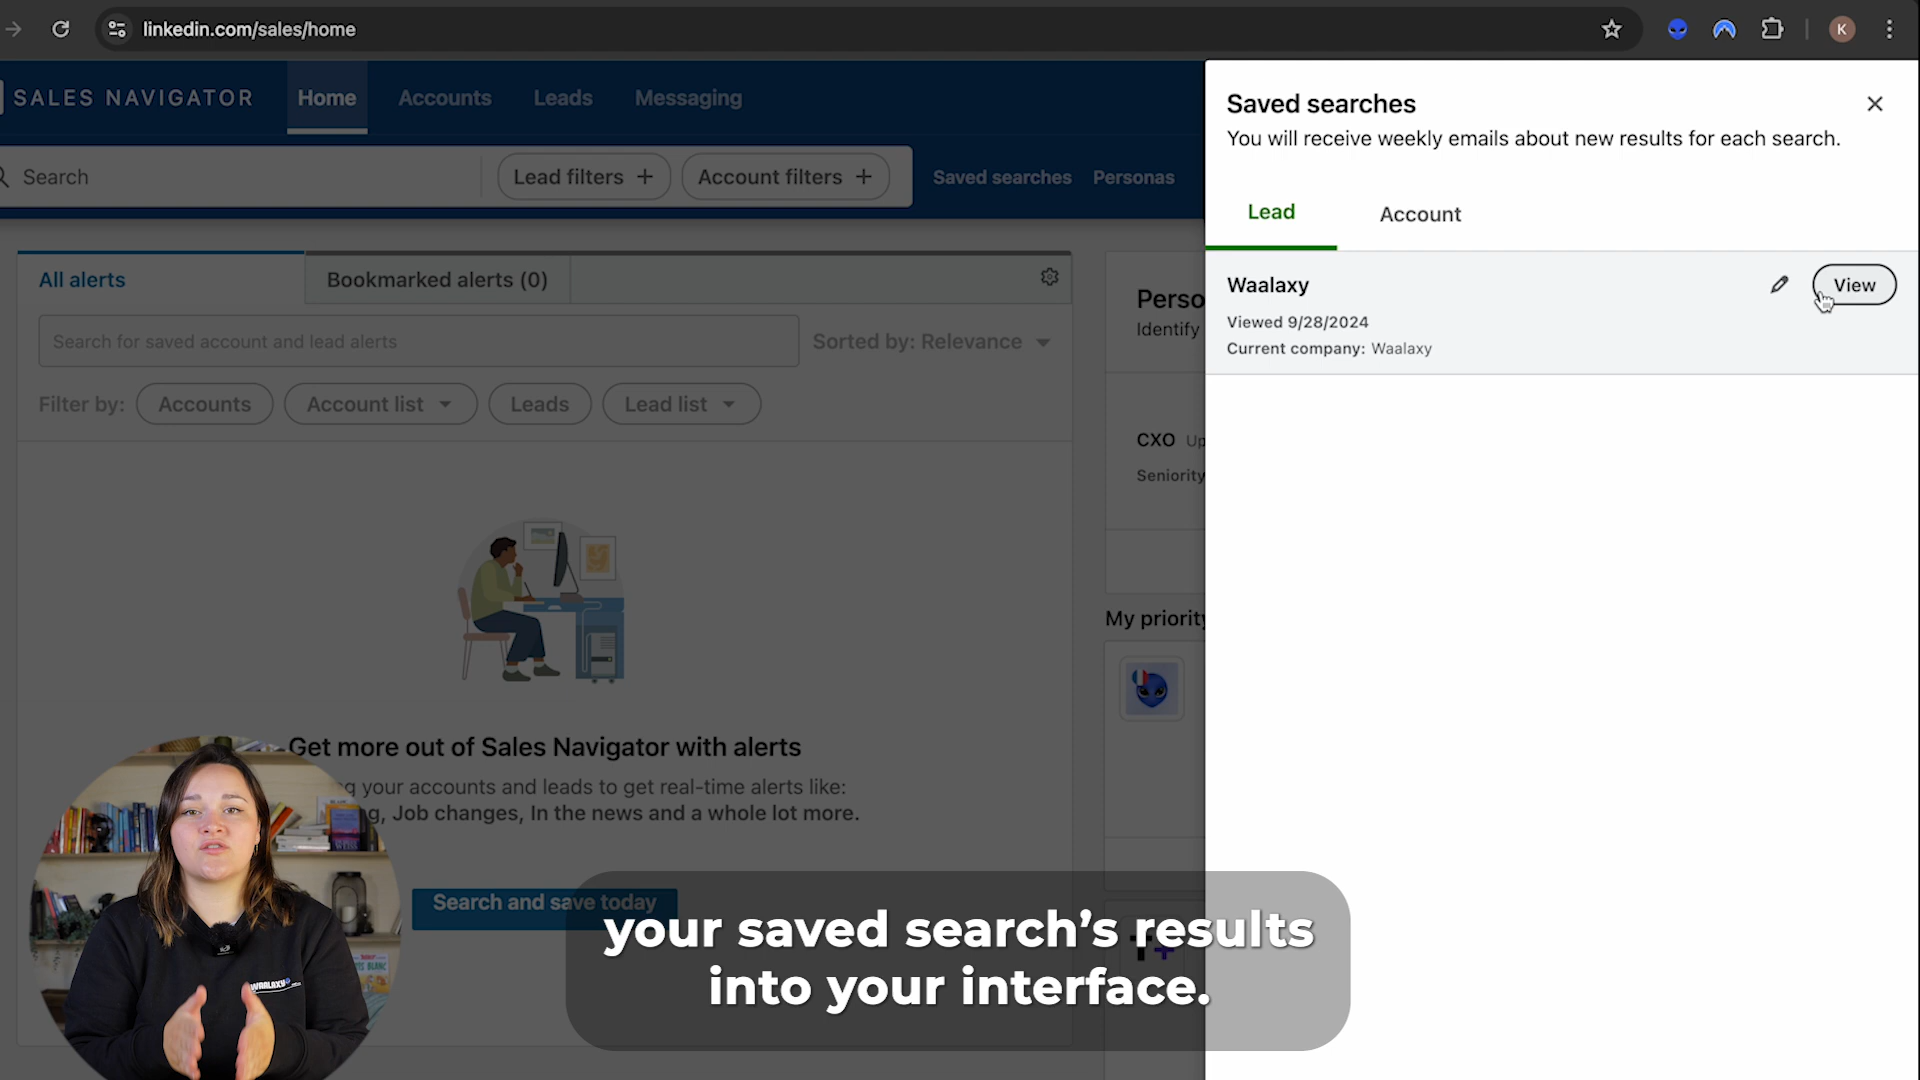 linkedin.com/sales/home
K
SALES NAVIGATOR
Home
Accounts
Leads
Messaging
Search
Lead filters +
Account filters +
Saved searches
Personas
All alerts
Bookmarked alerts (0)
Search for saved account and lead alerts
Sorted by: Relevance
Filter by:
Accounts
Account list
Leads
Lead list
Get more out of Sales Navigator with alerts
your accounts and leads to get real-time alerts like:
Job changes, In the news and a whole lot more.
Search and save today
Identify
CXO
Seniority
My priority
Saved searches
You will receive weekly emails about new results for each search.
Lead
Account
Waalaxy
View
Viewed 9/28/2024
Current company: Waalaxy
WAALAXY
your saved search’s results
into your interface.